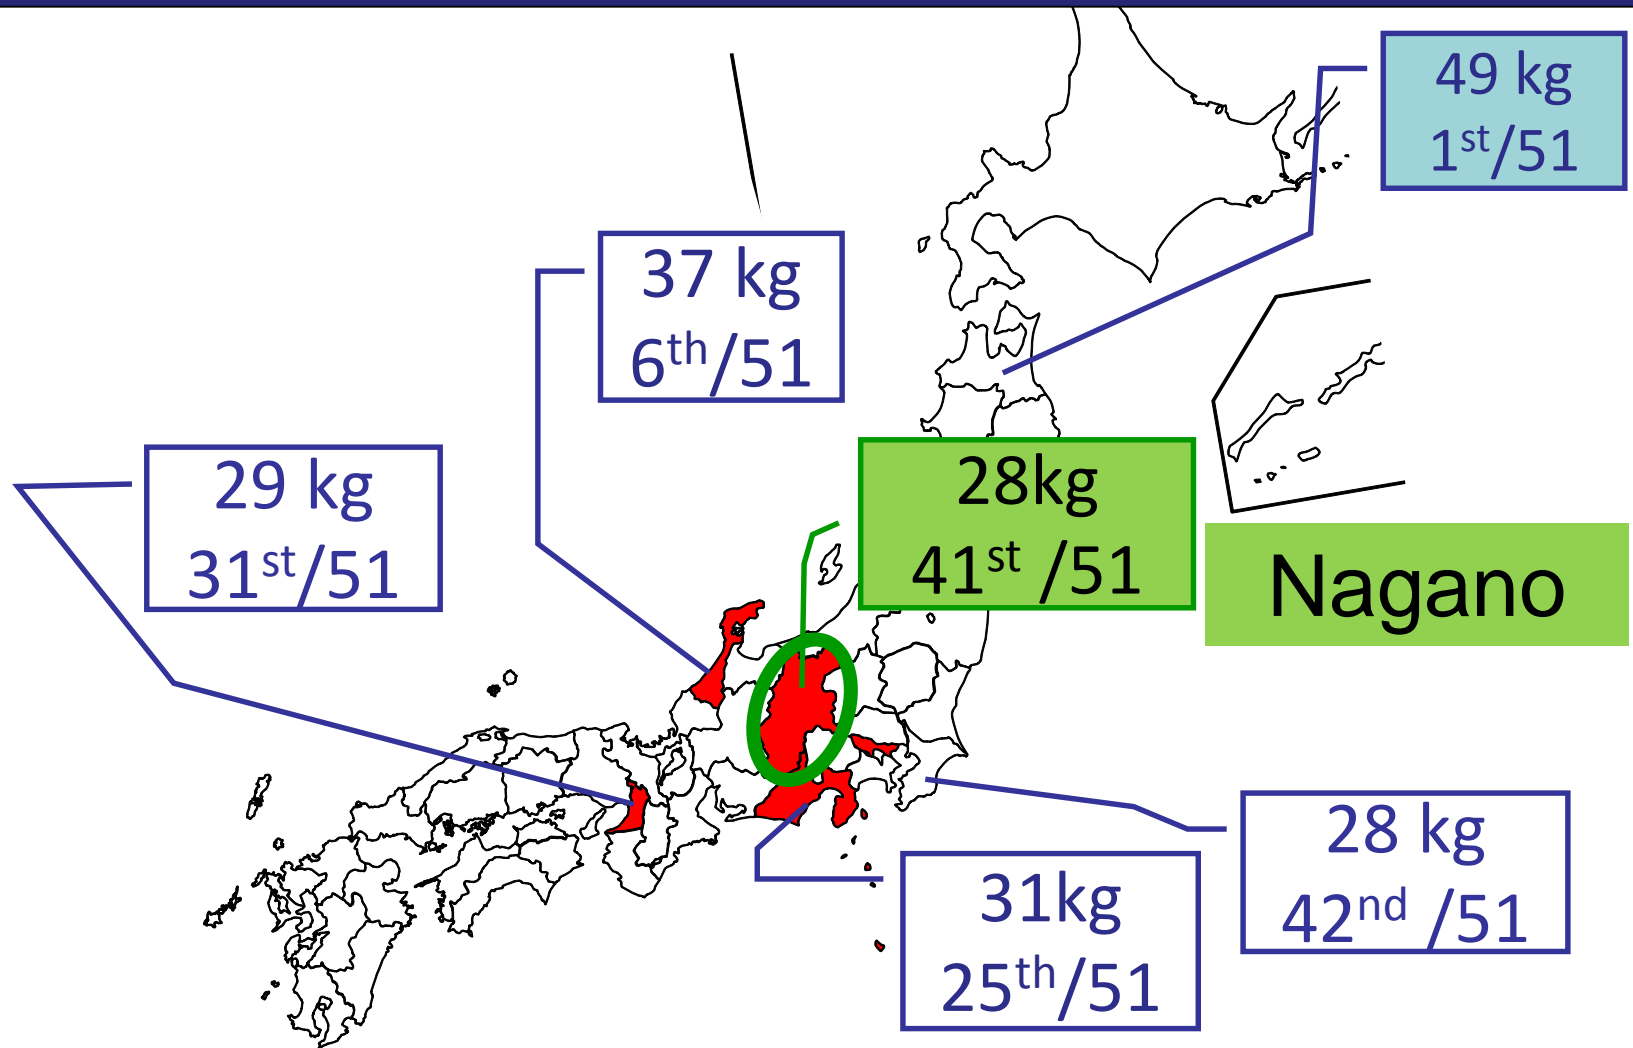 49 kg
1st/51
37 kg
6th/51
29 kg
31st/51
28kg
41st /51
Nagano
28 kg
42nd /51
31kg
25th/51